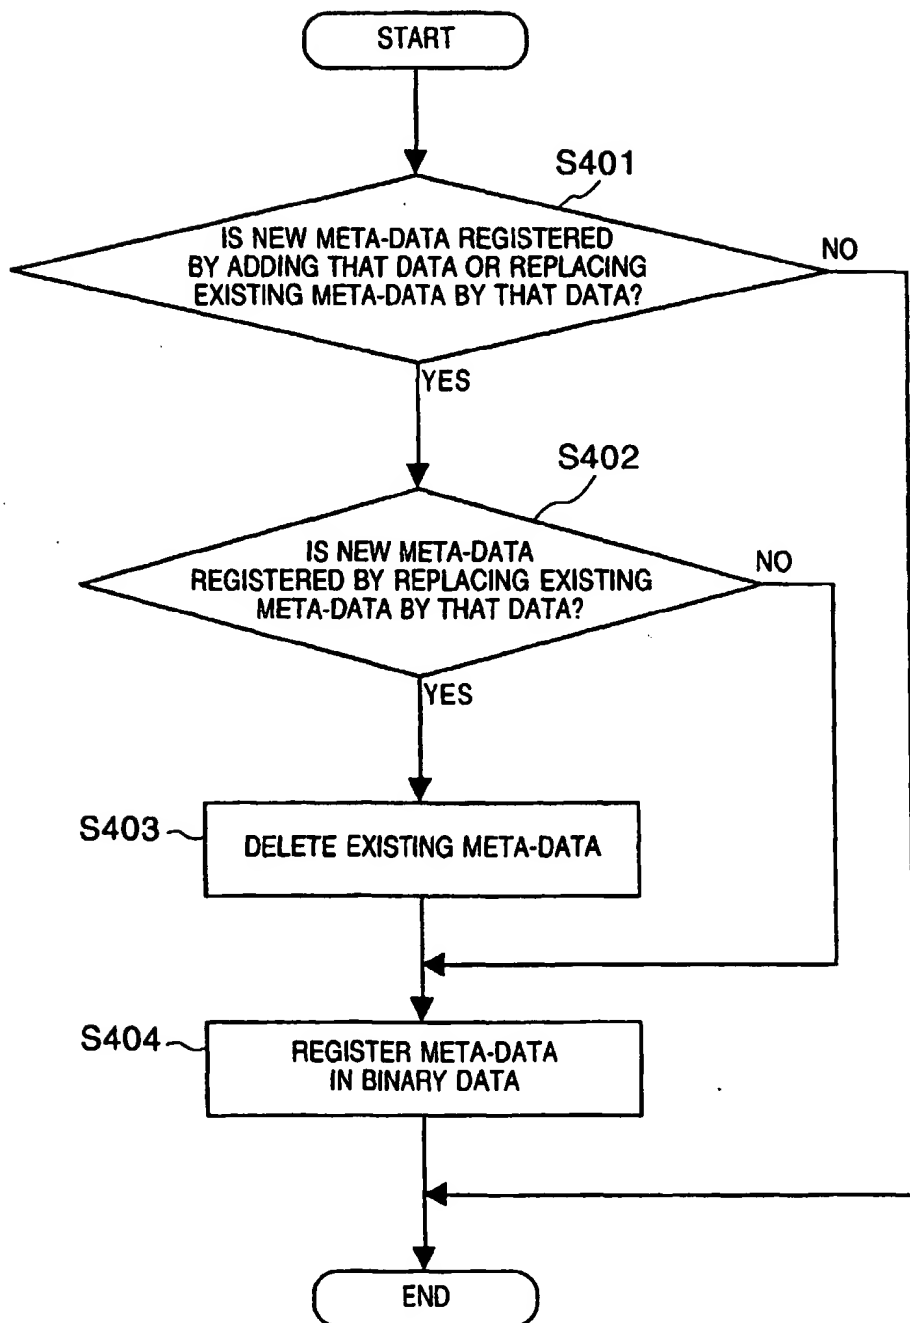 START
S401
IS NEW META-DATA REGISTERED
BY ADDING THAT DATA OR REPLACING
EXISTING META-DATA BY THAT DATA?
NO
YES
S402
IS NEW META-DATA
REGISTERED BY REPLACING EXISTING
META-DATA BY THAT DATA?
NO
YES
S403
DELETE EXISTING META-DATA
S404
REGISTER META-DATA
IN BINARY DATA
END